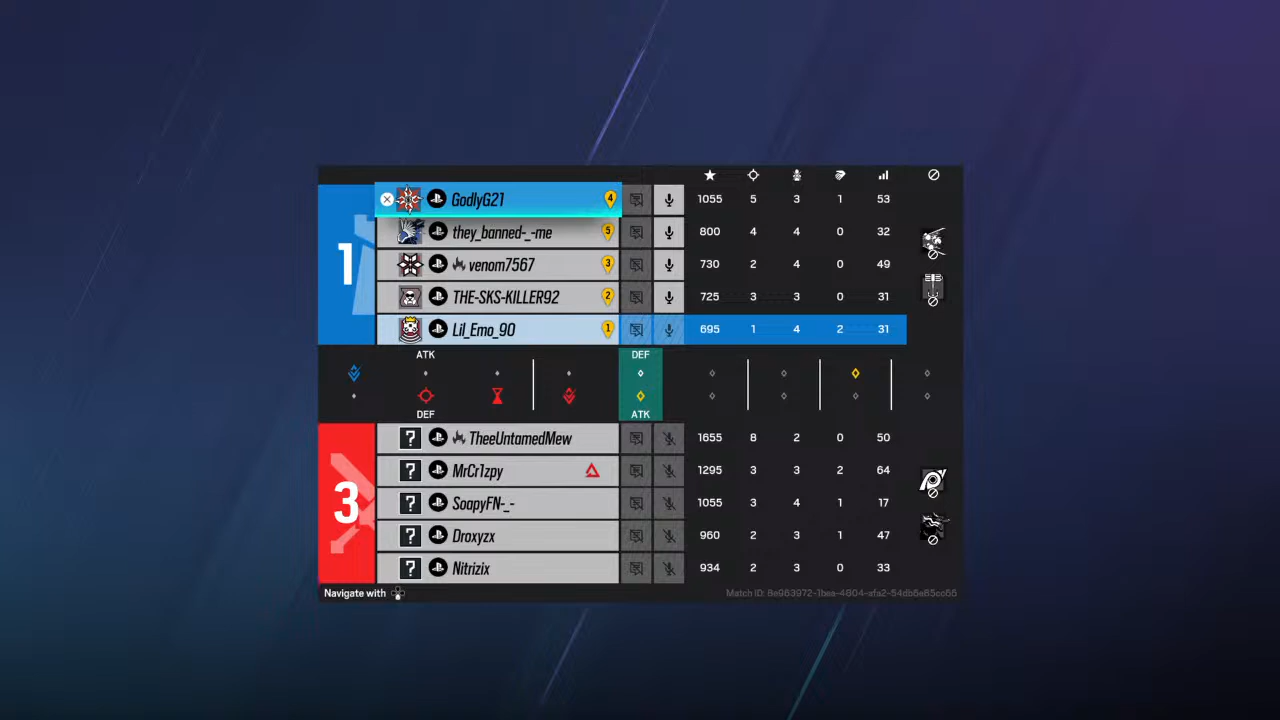 GodlyG21 4 1055 5 3 1 53
they_banned-_-me 5 800 4 4 0 32
1
venom7567 3 730 2 4 0 49
THE-SKS-KILLER92 2 725 3 3 0 31
Lil_Emo_90 1 695 1 4 2 31
ATK DEF
DEF ATK
TheeUntamedMew 1655 8 2 0 50
MrCr1zpy 1295 3 3 2 64
3
SoapyFN-_- 1055 3 4 1 17
Droxyzx 960 2 3 1 47
Nitrizix 934 2 3 0 33
Navigate with
Match ID: